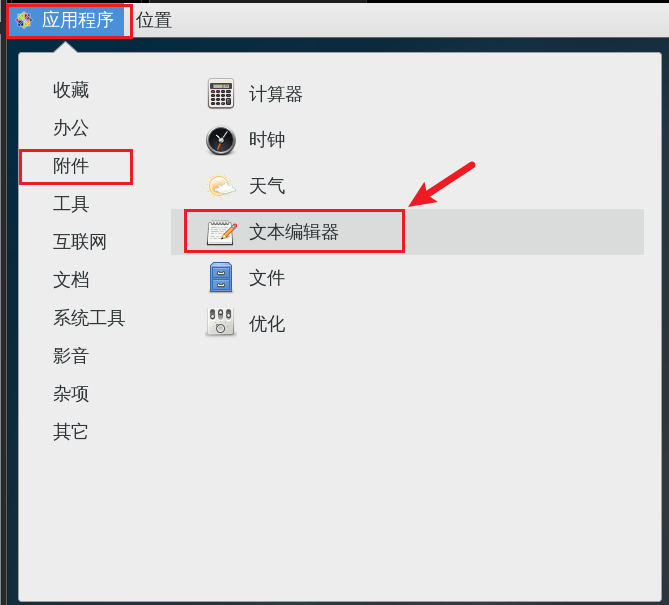 应用程序 位置
收藏
办公
附件
工具
互联网
文档
系统工具
影音
杂项
其它
计算器
时钟
天气
文本编辑器
文件
优化